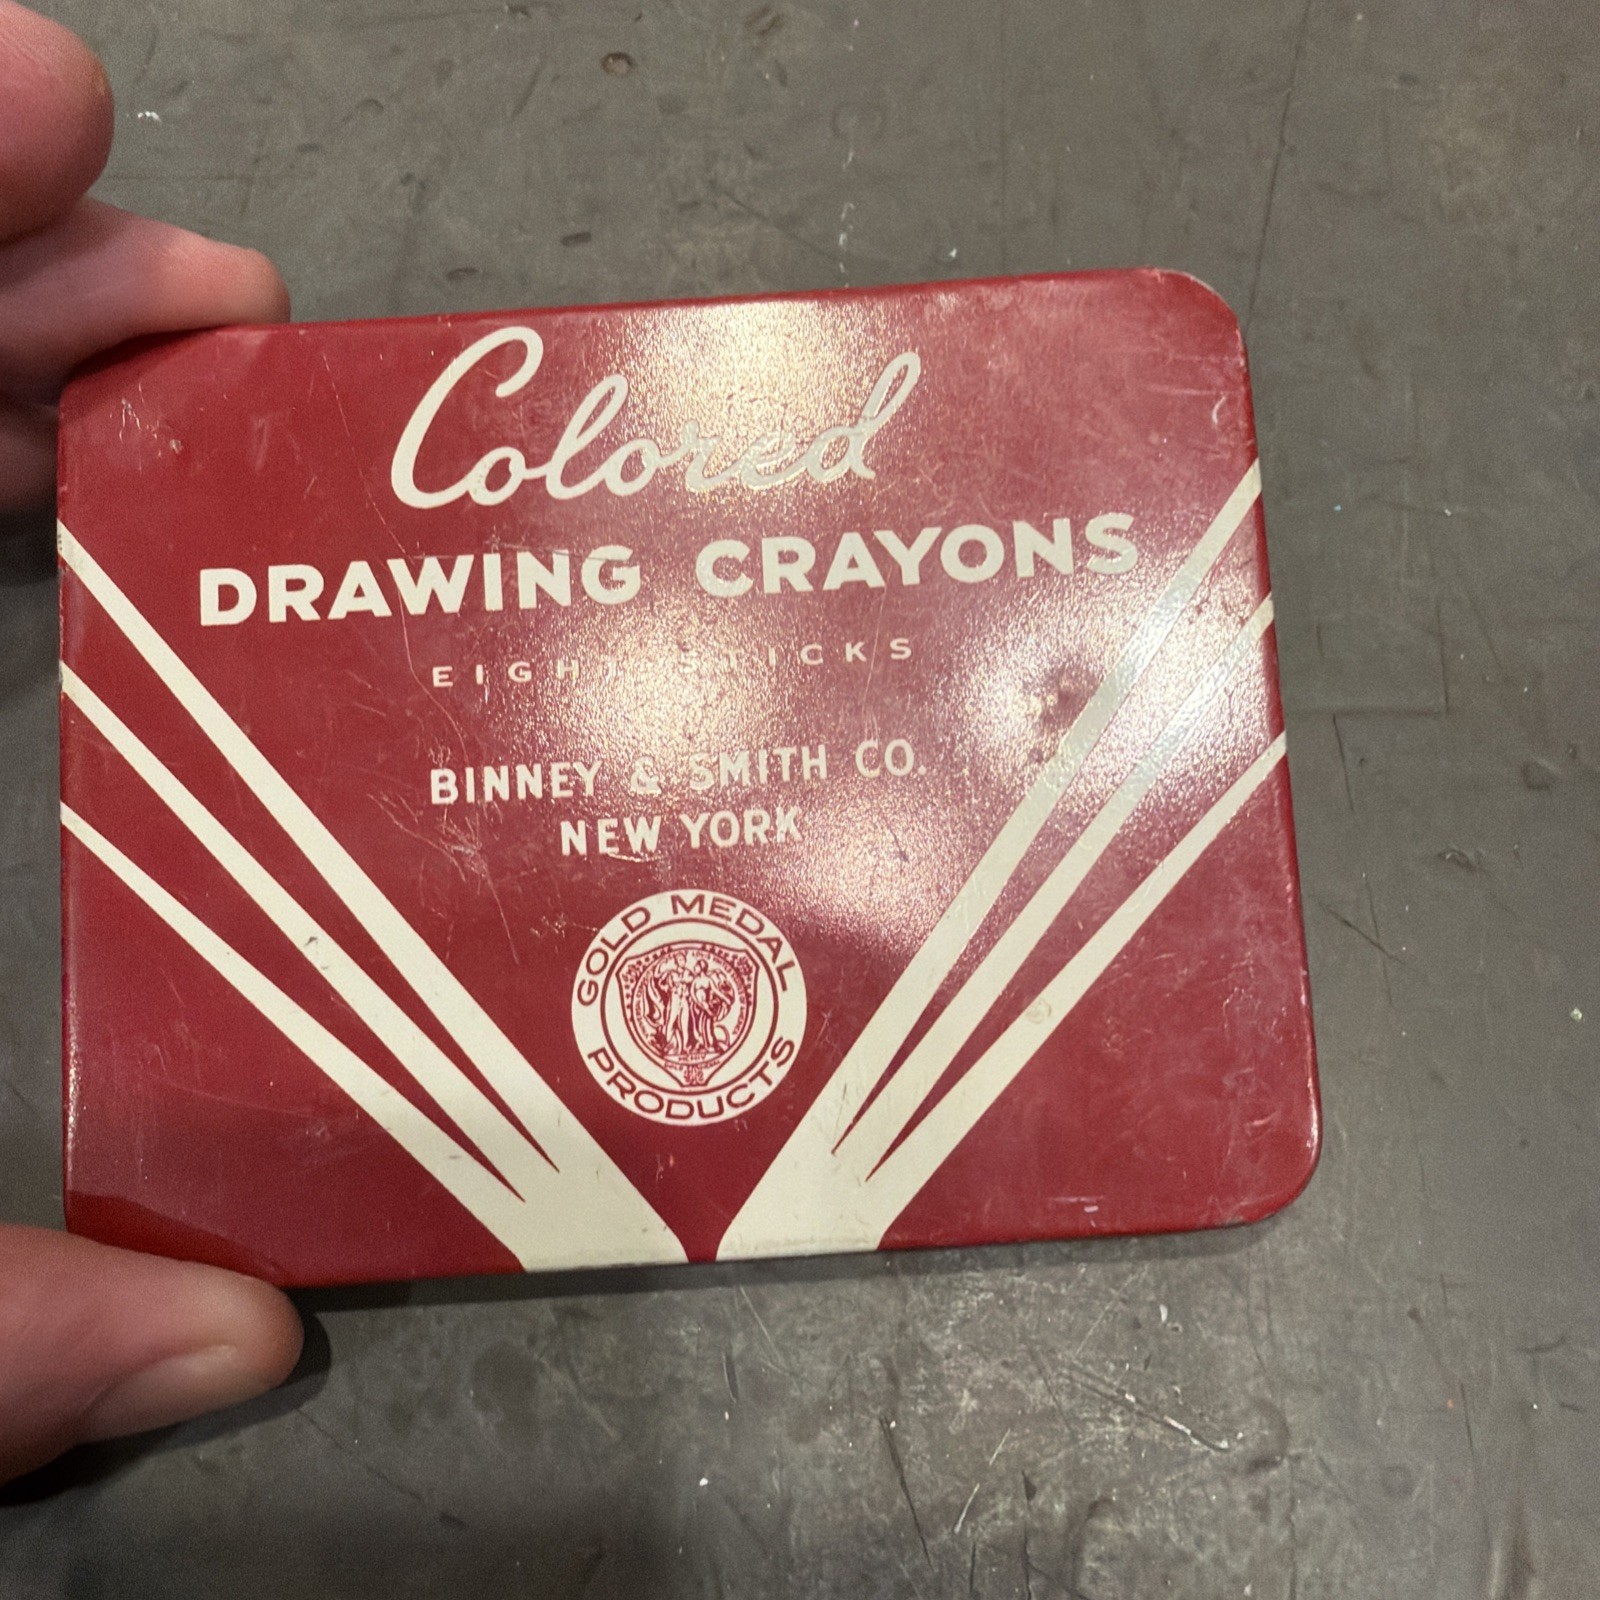 Colored
DRAWING CRAYONS
EIGHT STICKS
BINNEY & SMITH CO.
NEW YORK
GOLD MEDAL
PRODUCTS